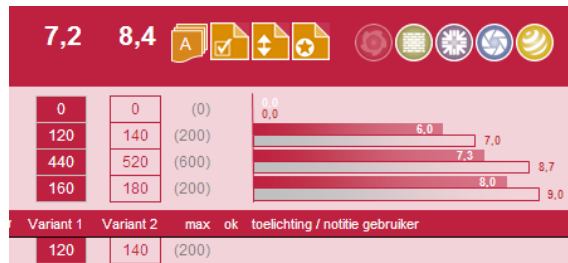 7,2 8,4 A
0 0 (0) 0,0
0,0
120 140 (200) 6,0
7,0
440 520 (600) 7,3
8,7
160 180 (200) 8,0
9,0
Variant 1 Variant 2 max ok toelichting / notitie gebruiker
120 140 (200)